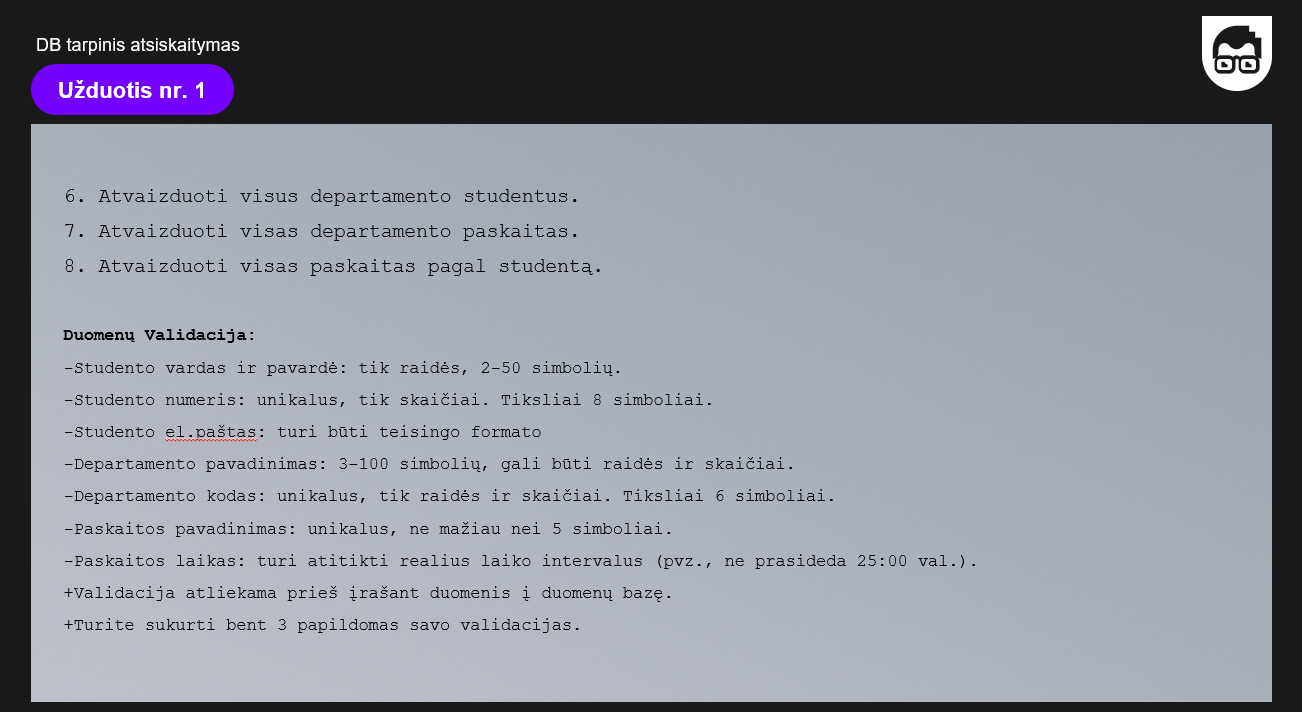 DB tarpinis atsiskaitymas
Užduotis nr. 1
6. Atvaizduoti visus departamento studentus.
7. Atvaizduoti visas departamento paskaitas.
8. Atvaizduoti visas paskaitas pagal studentą.
Duomenų Validacija:
-Studento vardas ir pavardė: tik raidės, 2-50 simbolių.
-Studento numeris: unikalus, tik skaičiai. Tiksliai 8 simboliai.
-Studento el.paštas: turi būti teisingo formato
-Departamento pavadinimas: 3-100 simbolių, gali būti raidės ir skaičiai.
-Departamento kodas: unikalus, tik raidės ir skaičiai. Tiksliai 6 simboliai.
-Paskaitos pavadinimas: unikalus, ne mažiau nei 5 simboliai.
-Paskaitos laikas: turi atitikti realius laiko intervalus (pvz., ne prasideda 25:00 val.).
+Validacija atliekama prieš įrašant duomenis į duomenų bazę.
+Turite sukurti bent 3 papildomas savo validacijas.